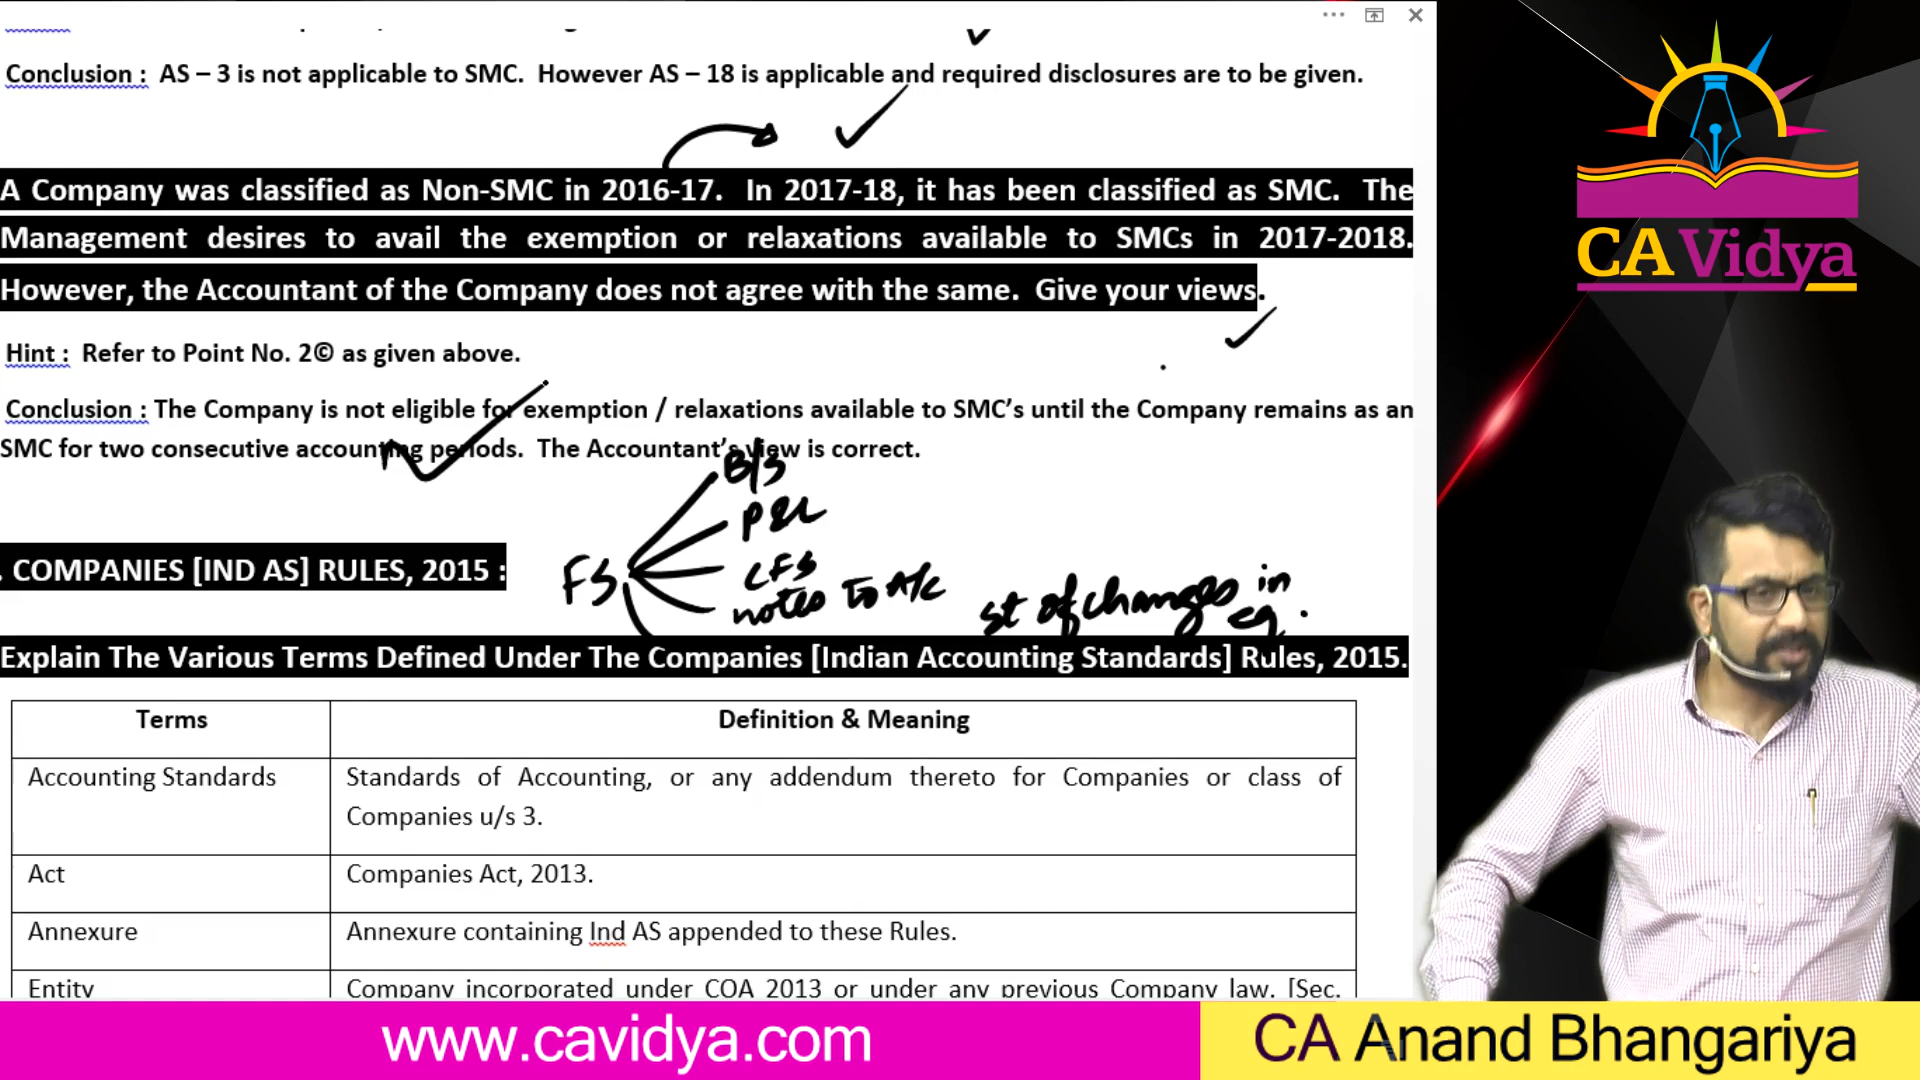 Conclusion : AS – 3 is not applicable to SMC. However AS – 18 is applicable and required disclosures are to be given.
A Company was classified as Non-SMC in 2016-17. In 2017-18, it has been classified as SMC. The
Management desires to avail the exemption or relaxations available to SMCs in 2017-2018.
However, the Accountant of the Company does not agree with the same. Give your views.
Hint : Refer to Point No. 2© as given above.
Conclusion : The Company is not eligible for exemption / relaxations available to SMC's until the Company remains as an
SMC for two consecutive accounting periods. The Accountant's view is correct.
B/S
P&L
. COMPANIES [IND AS] RULES, 2015 :
FS
CFS
notes to A/c
st of changes in
eq.
Explain The Various Terms Defined Under The Companies [Indian Accounting Standards] Rules, 2015.
Terms
Definition & Meaning
Accounting Standards
Standards of Accounting, or any addendum thereto for Companies or class of
Companies u/s 3.
Act
Companies Act, 2013.
Annexure
Annexure containing Ind AS appended to these Rules.
Entity
Company incorporated under COA 2013 or under any previous Company law. [Sec.
CA Vidya
www.cavidya.com
CA Anand Bhangariya